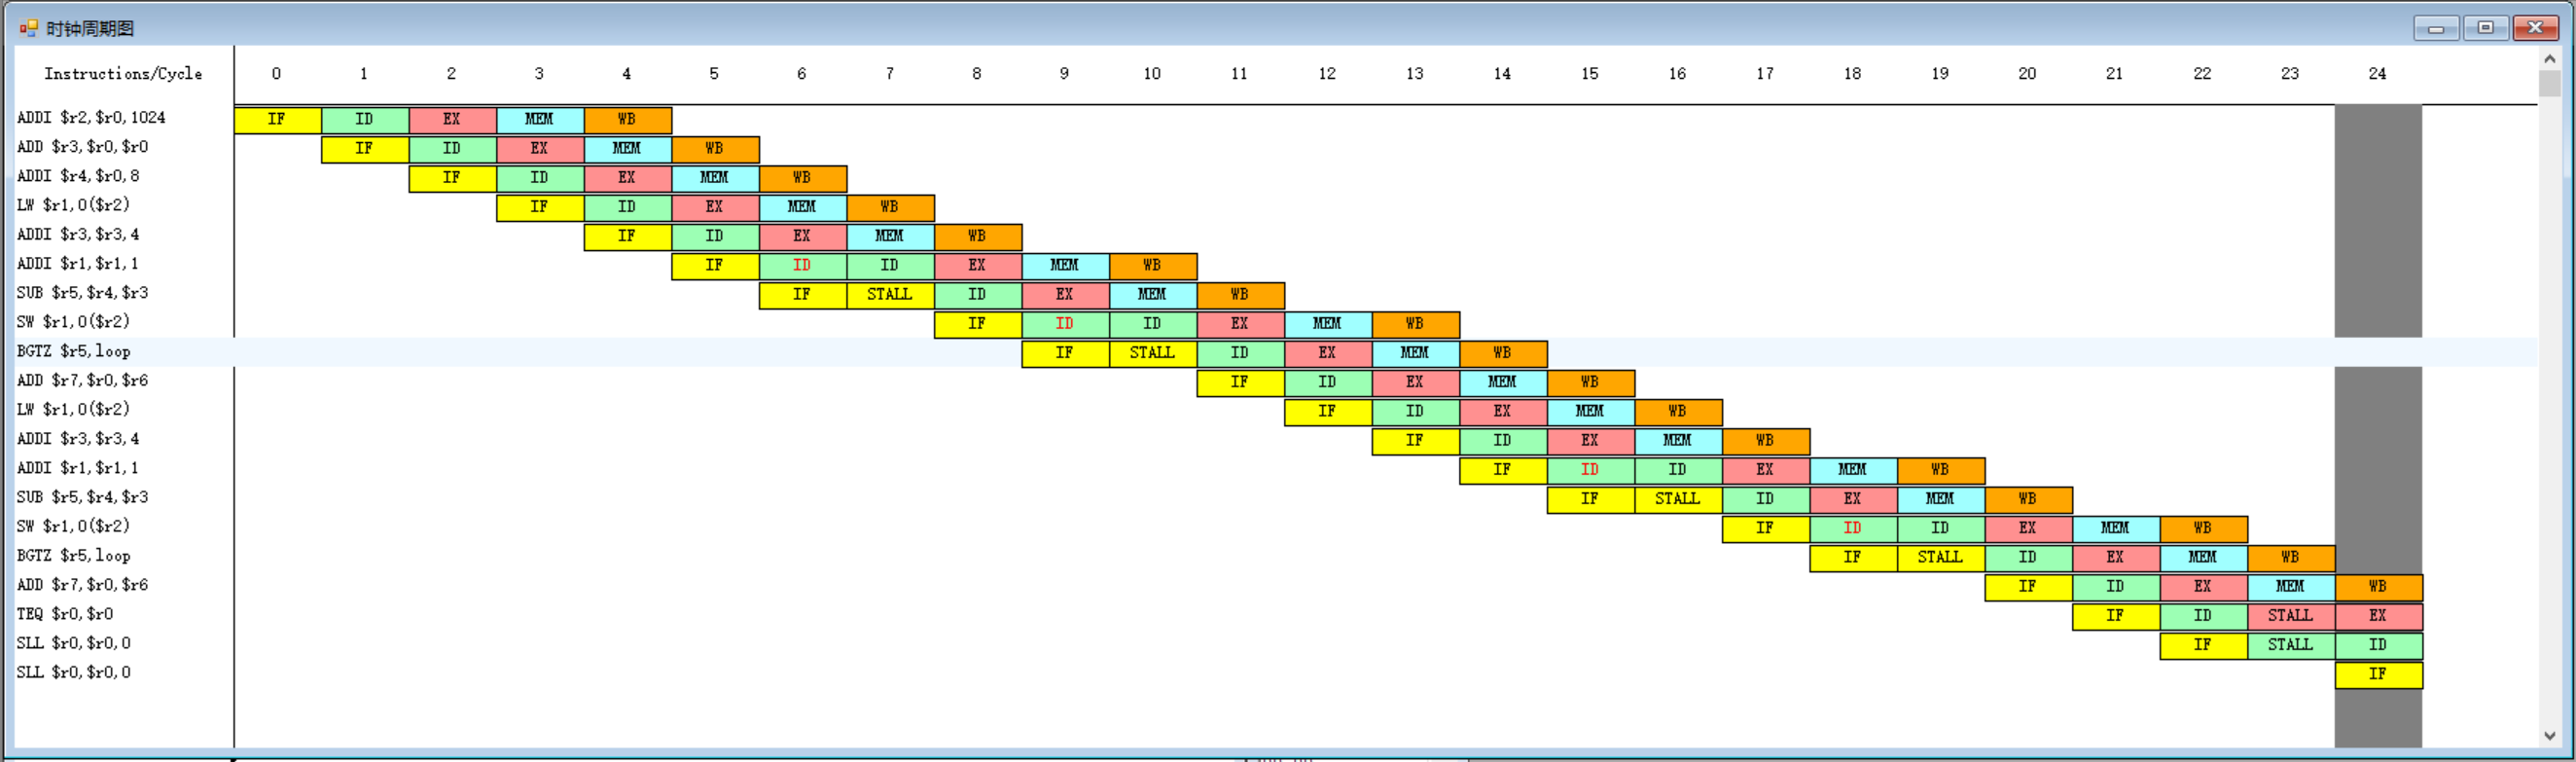 时钟周期图
Instructions/Cycle 0 1 2 3 4 5 6 7 8 9 10 11 12 13 14 15 16 17 18 19 20 21 22 23 24
ADDI $r2,$r0,1024 IF ID EX MEM WB
ADD $r3,$r0,$r0 IF ID EX MEM WB
ADDI $r4,$r0,8 IF ID EX MEM WB
LW $r1,0($r2) IF ID EX MEM WB
ADDI $r3,$r3,4 IF ID EX MEM WB
ADDI $r1,$r1,1 IF ID ID EX MEM WB
SUB $r5,$r4,$r3 IF STALL ID EX MEM WB
SW $r1,0($r2) IF ID ID EX MEM WB
BGTZ $r5,loop IF STALL ID EX MEM WB
ADD $r7,$r0,$r6 IF ID EX MEM WB
LW $r1,0($r2) IF ID EX MEM WB
ADDI $r3,$r3,4 IF ID EX MEM WB
ADDI $r1,$r1,1 IF ID ID EX MEM WB
SUB $r5,$r4,$r3 IF STALL ID EX MEM WB
SW $r1,0($r2) IF ID ID EX MEM WB
BGTZ $r5,loop IF STALL ID EX MEM WB
ADD $r7,$r0,$r6 IF ID EX MEM WB
TEQ $r0,$r0 IF ID STALL EX
SLL $r0,$r0,0 IF STALL ID
SLL $r0,$r0,0 IF